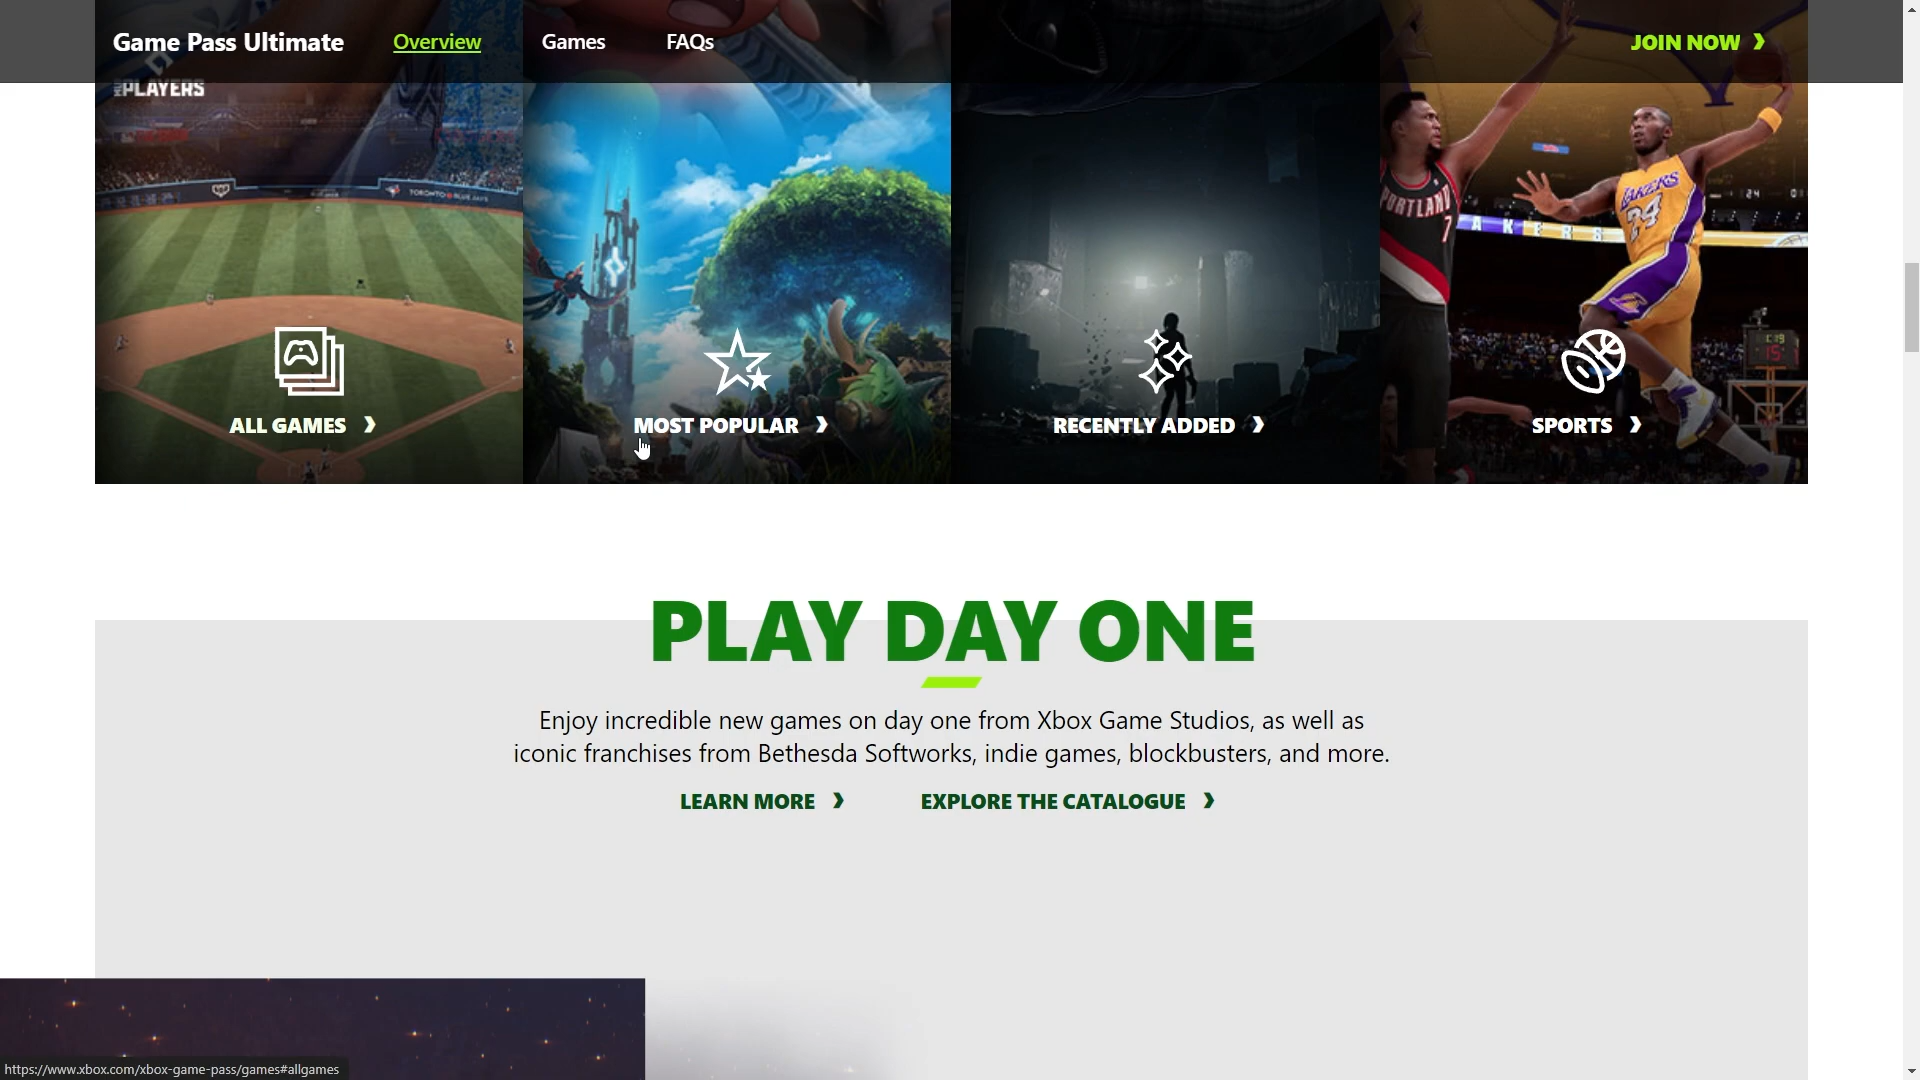 Game Pass Ultimate
Overview
Games
FAQs
JOIN NOW
PLAYERS
TORONTO BLUE JAYS
PORTLAND
7
LAKERS
24
ALL GAMES
MOST POPULAR
RECENTLY ADDED
SPORTS
PLAY DAY ONE
Enjoy incredible new games on day one from Xbox Game Studios, as well as
iconic franchises from Bethesda Softworks, indie games, blockbusters, and more.
LEARN MORE
EXPLORE THE CATALOGUE
https://www.xbox.com/xbox-game-pass/games#allgames